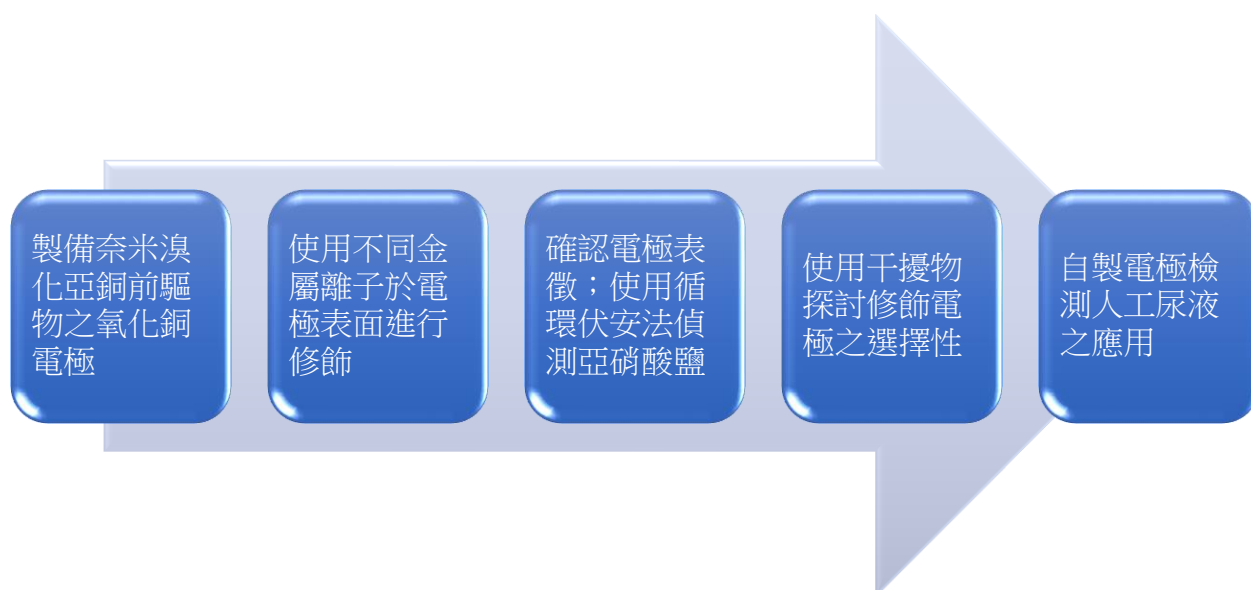 製備奈米溴
化亞銅前驅
物之氧化銅
電極
使用不同金
屬離子於電
極表面進行
修飾
確認電極表
徵；使用循
環伏安法偵
測亞硝酸鹽
使用干擾物
探討修飾電
極之選擇性
自製電極檢
測人工尿液
之應用